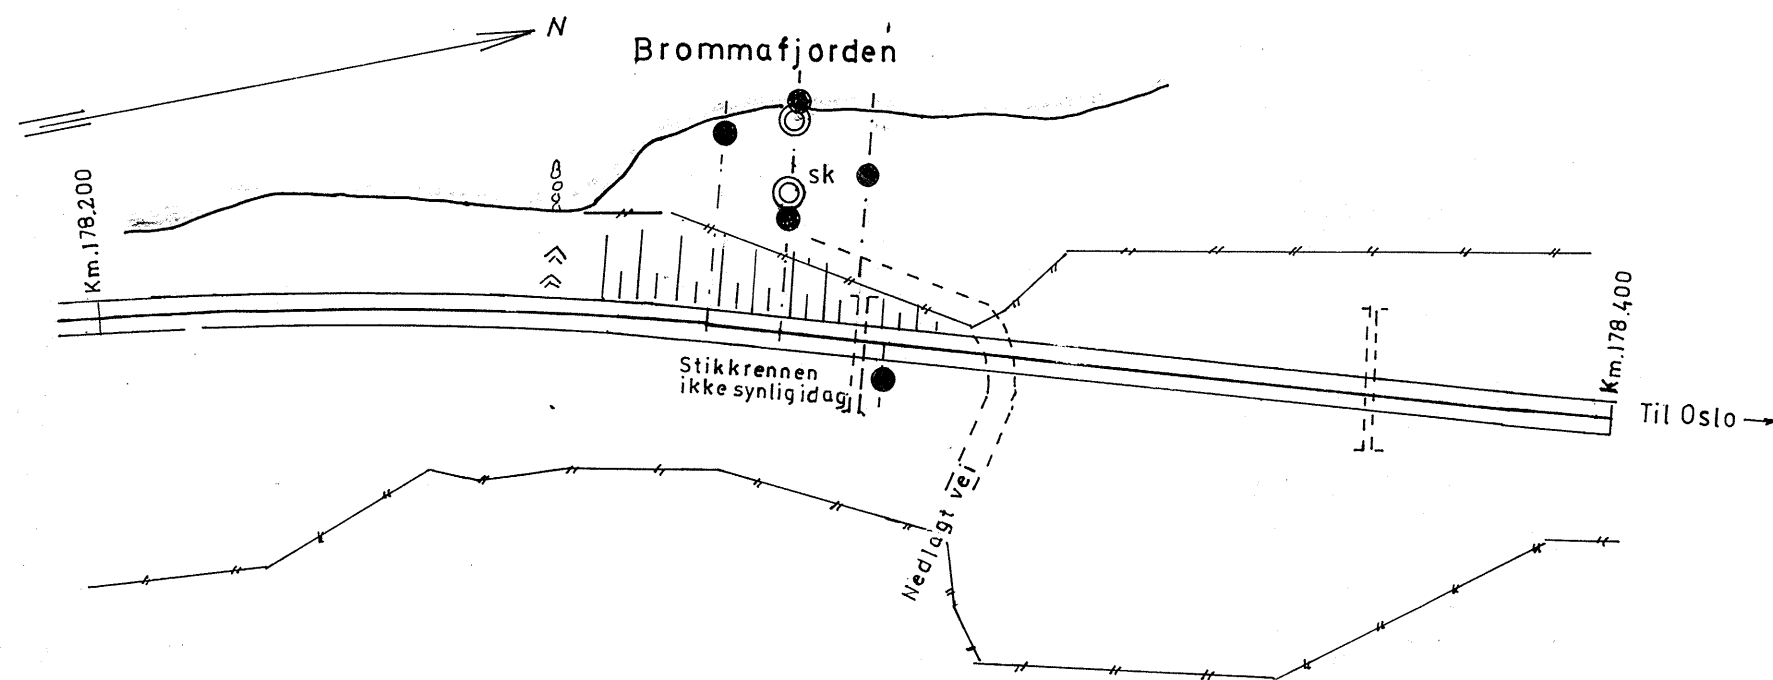 N
Brommafjorden
sk
Km.178.200
Km.178.400
Stikkrennen
ikke synlig idag
Til Oslo
Nedlagt vei